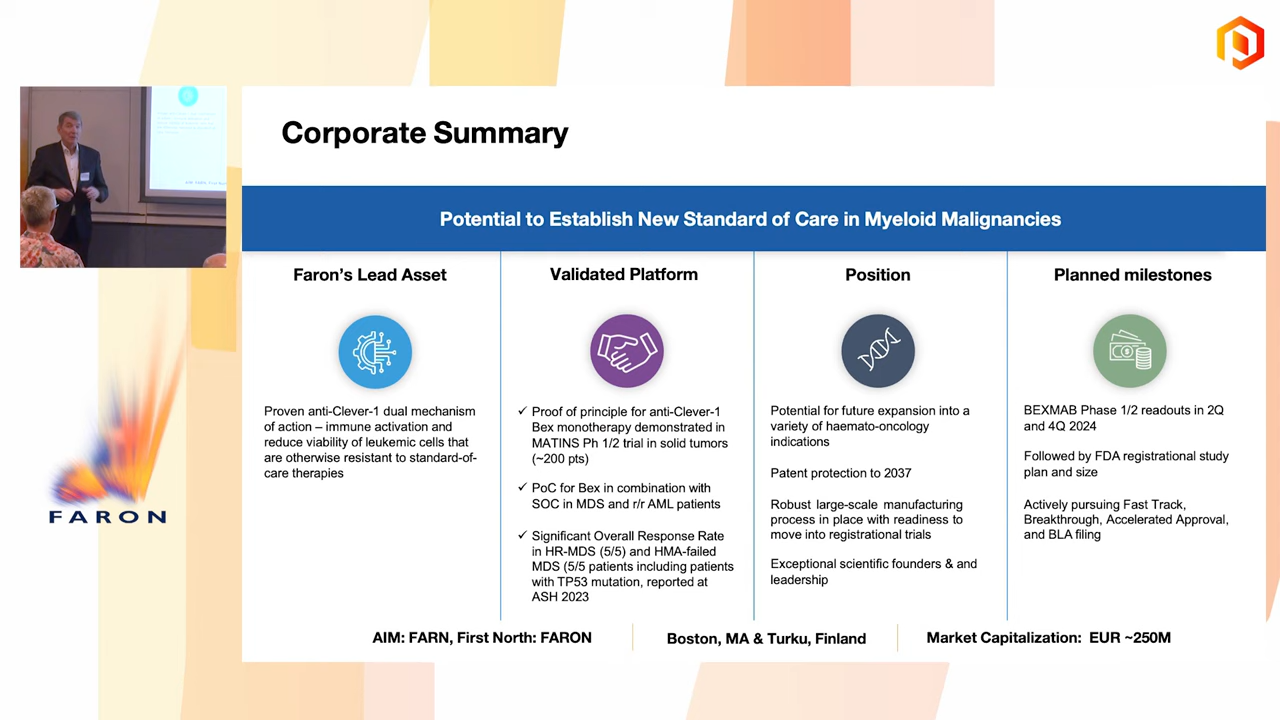 Corporate Summary
Potential to Establish New Standard of Care in Myeloid Malignancies
Faron's Lead Asset
Proven anti-Clever-1 dual mechanism
of action – immune activation and
reduce viability of leukemic cells that
are otherwise resistant to standard-of-
care therapies
Validated Platform
✓ Proof of principle for anti-Clever-1
Bex monotherapy demonstrated in
MATINS Ph 1/2 trial in solid tumors
(~200 pts)
✓ PoC for Bex in combination with
SOC in MDS and r/r AML patients
✓ Significant Overall Response Rate
in HR-MDS (5/5) and HMA-failed
MDS (5/5 patients including patients
with TP53 mutation, reported at
ASH 2023
Position
Potential for future expansion into a
variety of haemato-oncology
indications
Patent protection to 2037
Robust large-scale manufacturing
process in place with readiness to
move into registrational trials
Exceptional scientific founders & and
leadership
Planned milestones
BEXMAB Phase 1/2 readouts in 2Q
and 4Q 2024
Followed by FDA registrational study
plan and size
Actively pursuing Fast Track,
Breakthrough, Accelerated Approval,
and BLA filing
AIM: FARN, First North: FARON
Boston, MA & Turku, Finland
Market Capitalization: EUR ~250M
FARON